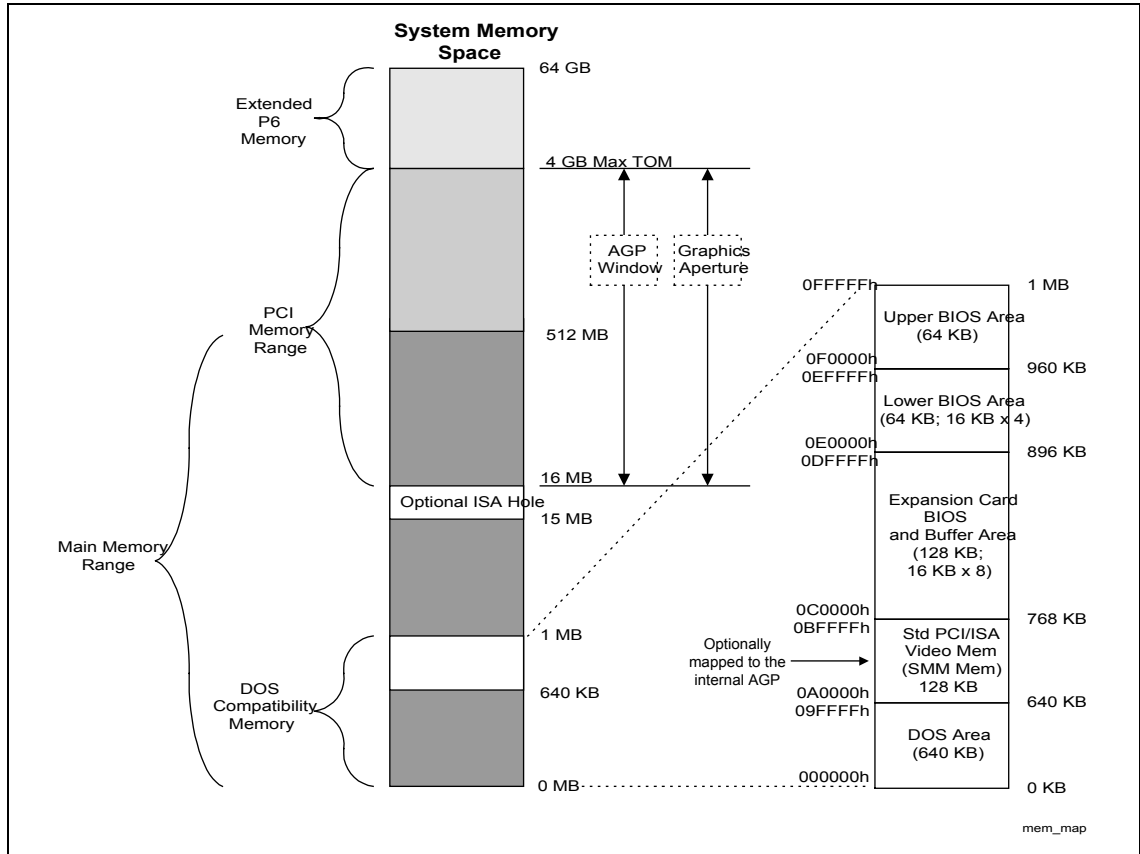 System Memory
Space
64 GB
Extended
P6
Memory
4 GB Max TOM
AGP
Window
Graphics
Aperture
PCI
Memory
Range
512 MB
16 MB
Optional ISA Hole
15 MB
Main Memory
Range
1 MB
640 KB
DOS
Compatibility
Memory
0 MB
0FFFFFh
1 MB
Upper BIOS Area
(64 KB)
0F0000h
0EFFFFh
960 KB
Lower BIOS Area
(64 KB; 16 KB x 4)
0E0000h
0DFFFFh
896 KB
Expansion Card
BIOS
and Buffer Area
(128 KB;
16 KB x 8)
0C0000h
0BFFFFh
768 KB
Optionally
mapped to the
internal AGP
Std PCI/ISA
Video Mem
(SMM Mem)
128 KB
0A0000h
09FFFFh
640 KB
DOS Area
(640 KB)
000000h
0 KB
mem_map